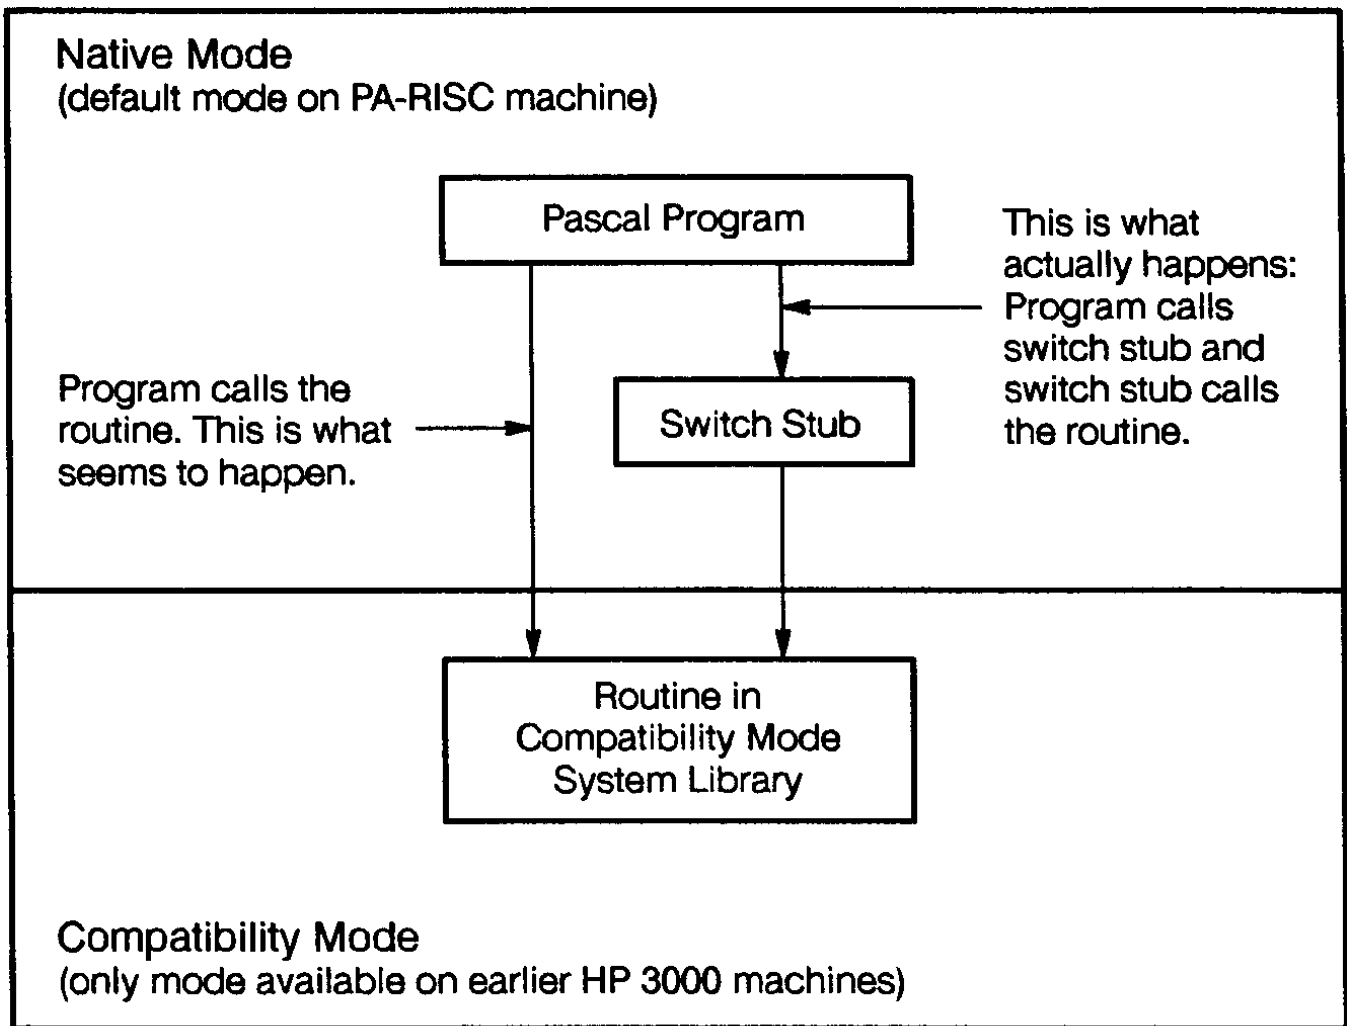 Native Mode
(default mode on PA-RISC machine)
Pascal Program
This is what
actually happens:
Program calls
switch stub and
switch stub calls
the routine.
Program calls the
routine. This is what
seems to happen.
Switch Stub
Routine in
Compatibility Mode
System Library
Compatibility Mode
(only mode available on earlier HP 3000 machines)